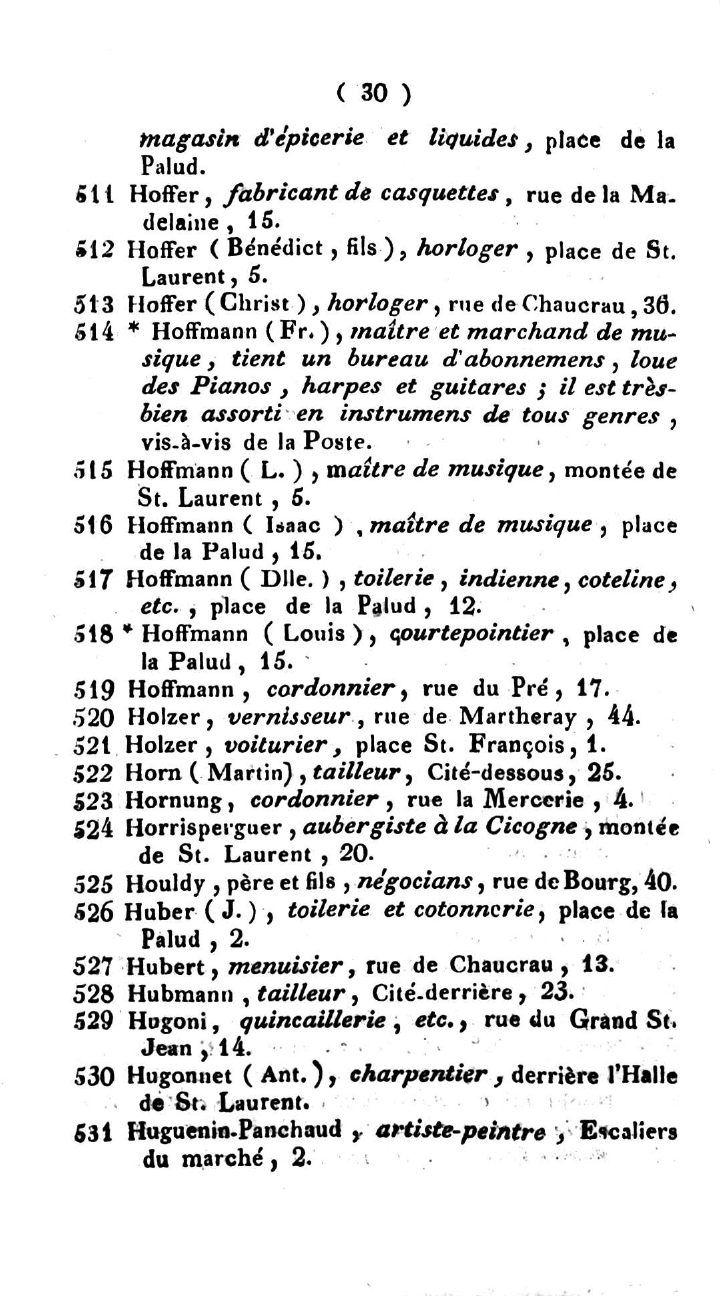 ( 30 )
magasin d'épicerie et liquides, place de la
Palud.
511 Hoffer, fabricant de casquettes, rue de la Ma-
delaine, 15.
512 Hoffer (Bénédict, fils), horloger, place de St.
Laurent, 5.
513 Hoffer (Christ), horloger, rue de Chaucrau, 36.
514 * Hoffmann (Fr.), maître et marchand de mu-
sique, tient un bureau d'abonnemens, loue
des Pianos, harpes et guitares ; il est très-
bien assorti en instrumens de tous genres,
vis-à-vis de la Poste.
515 Hoffmann (L.), maître de musique, montée de
St. Laurent, 5.
516 Hoffmann (Isaac), maître de musique, place
de la Palud, 15.
517 Hoffmann (Dlle.), toilerie, indienne, coteline,
etc., place de la Palud, 12.
518 * Hoffmann (Louis), courtepointier, place de
la Palud, 15.
519 Hoffmann, cordonnier, rue du Pré, 17.
520 Holzer, vernisseur, rue de Martheray, 44.
521 Holzer, voiturier, place St. François, 1.
522 Horn (Martin), tailleur, Cité-dessous, 25.
523 Hornung, cordonnier, rue la Mercerie, 4.
524 Horrisperguer, aubergiste à la Cicogne, montée
de St. Laurent, 20.
525 Houldy, père et fils, négocians, rue de Bourg, 40.
526 Huber (J.), toilerie et cotonnerie, place de la
Palud, 2.
527 Hubert, menuisier, rue de Chaucrau, 13.
528 Hubmann, tailleur, Cité-derrière, 23.
529 Hugoni, quincaillerie, etc., rue du Grand St.
Jean, 14.
530 Hugonnet (Ant.), charpentier, derrière l'Halle
de St. Laurent.
531 Huguenin-Panchaud, artiste-peintre, Escaliers
du marché, 2.